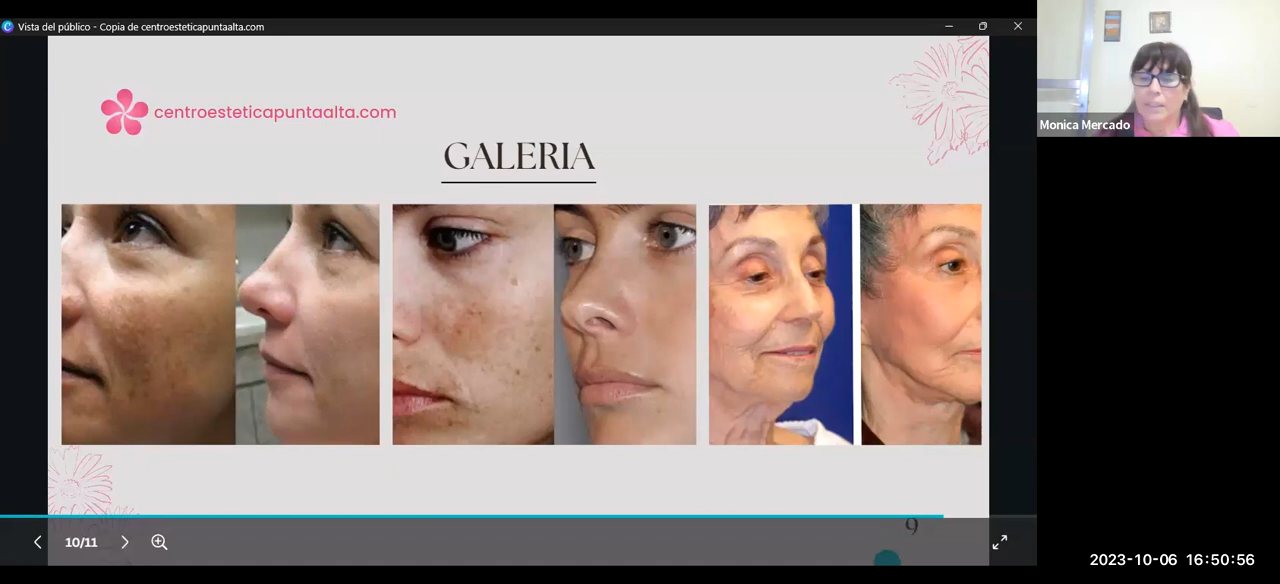 Vista del público - Copia de centroesteticapuntaalta.com
centroesteticapuntaalta.com
GALERIA
Monica Mercado
9
10/11
2023-10-06 16:50:56